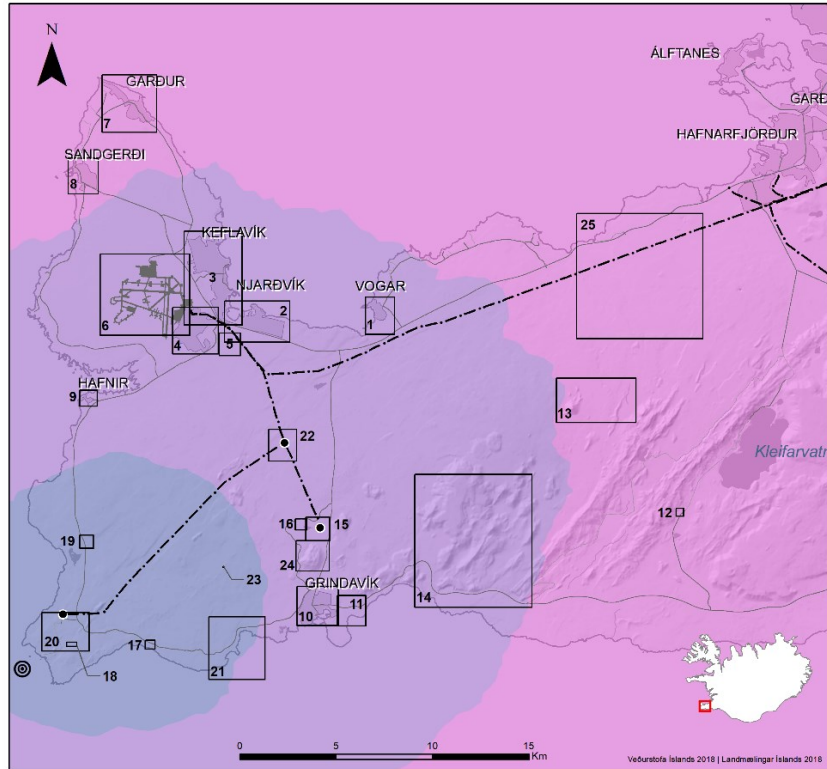 N
ÁLFTANES
GARÐUR
GARÐ
7
HAFNARFJÖRÐUR
SANDGERÐI
8
25
KEFLAVÍK
3
NJARÐVÍK
VOGAR
2
1
6
4
5
HAFNIR
9
13
22
Kleifarvatn
12
16
15
19
24
23
GRINDAVÍK
10
11
14
20
17
21
18
0
5
10
15
Km
Veðurstofa Íslands 2018 | Landmælingar Íslands 2018